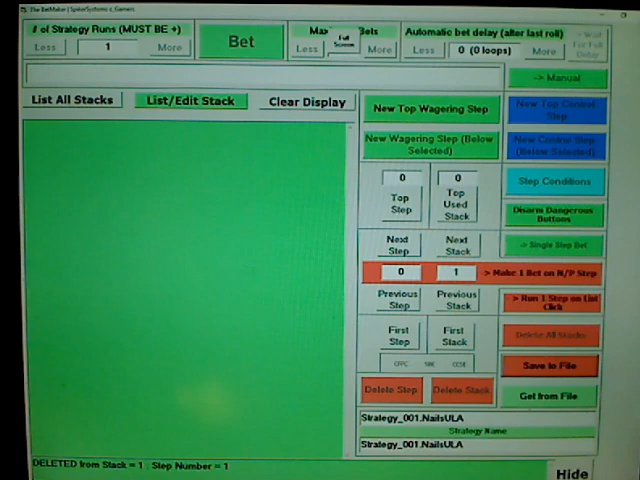 The BetMaker | SpikerSystems 4_Gamers
# of Strategy Runs (MUST BE +)
Less
1
More
Bet
Max
Bets
Less
Full
Screen
More
Automatic bet delay (after last roll)
Less
0 (0 loops)
More
-> Wait
For Full
Delay
-> Manual
List All Stacks
List/Edit Stack
Clear Display
New Top Wagering Step
New Top Control
Step
New Wagering Step (Below
Selected)
New Control Step
(Below Selected)
0
Top
Step
0
Top
Used
Stack
Step Conditions
Disarm Dangerous
Buttons
Next
Step
Next
Stack
-> Single Step Bet
0
1
> Make 1 Bet on N/P Step
Previous
Step
Previous
Stack
> Run 1 Step on List
Click
First
Step
First
Stack
Delete All Stacks
Save to File
Delete Step
Delete Stack
Get from File
Strategy_001.NailsULA
Strategy Name
Strategy_001.NailsULA
DELETED from Stack = 1 ; Step Number = 1
Hide